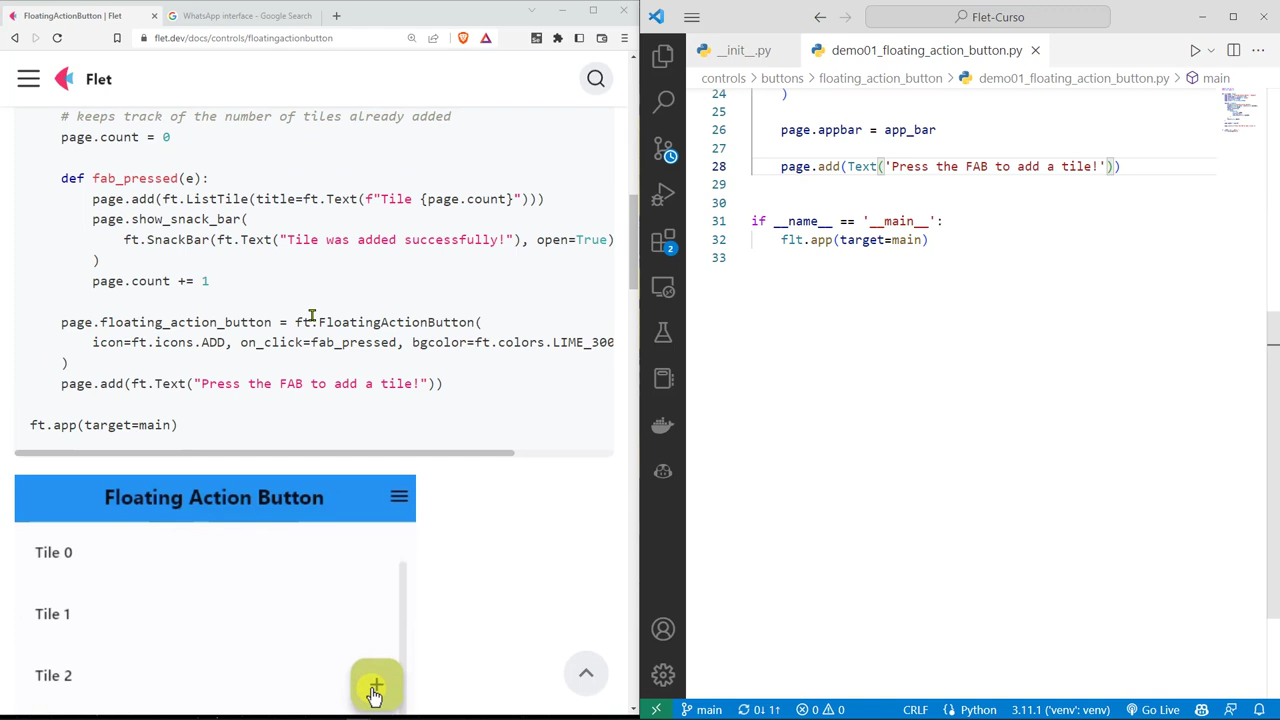 FloatingActionButton | Flet
WhatsApp interface - Google Search
flet.dev/docs/controls/floatingactionbutton
Flet
# keeps track of the number of tiles already added
page.count = 0
def fab_pressed(e):
page.add(ft.ListTile(title=ft.Text(f"Tile {page.count}")))
page.show_snack_bar(
ft.SnackBar(ft.Text("Tile was added successfully!"), open=True)
)
page.count += 1
page.floating_action_button = ft.FloatingActionButton(
icon=ft.icons.ADD, on_click=fab_pressed, bgcolor=ft.colors.LIME_300
)
page.add(ft.Text("Press the FAB to add a tile!"))
ft.app(target=main)
Floating Action Button
Tile 0
Tile 1
Tile 2
Flet-Curso
__init__.py
demo01_floating_action_button.py
controls > buttons > floating_action_button > demo01_floating_action_button.py > main
24 )
25
26 page.appbar = app_bar
27
28 page.add(Text('Press the FAB to add a tile!'))
29
30
31 if __name__ == '__main__':
32 flt.app(target=main)
33
2
main 0↓ 1↑ 0 0 CRLF Python 3.11.1 ('venv': venv) Go Live